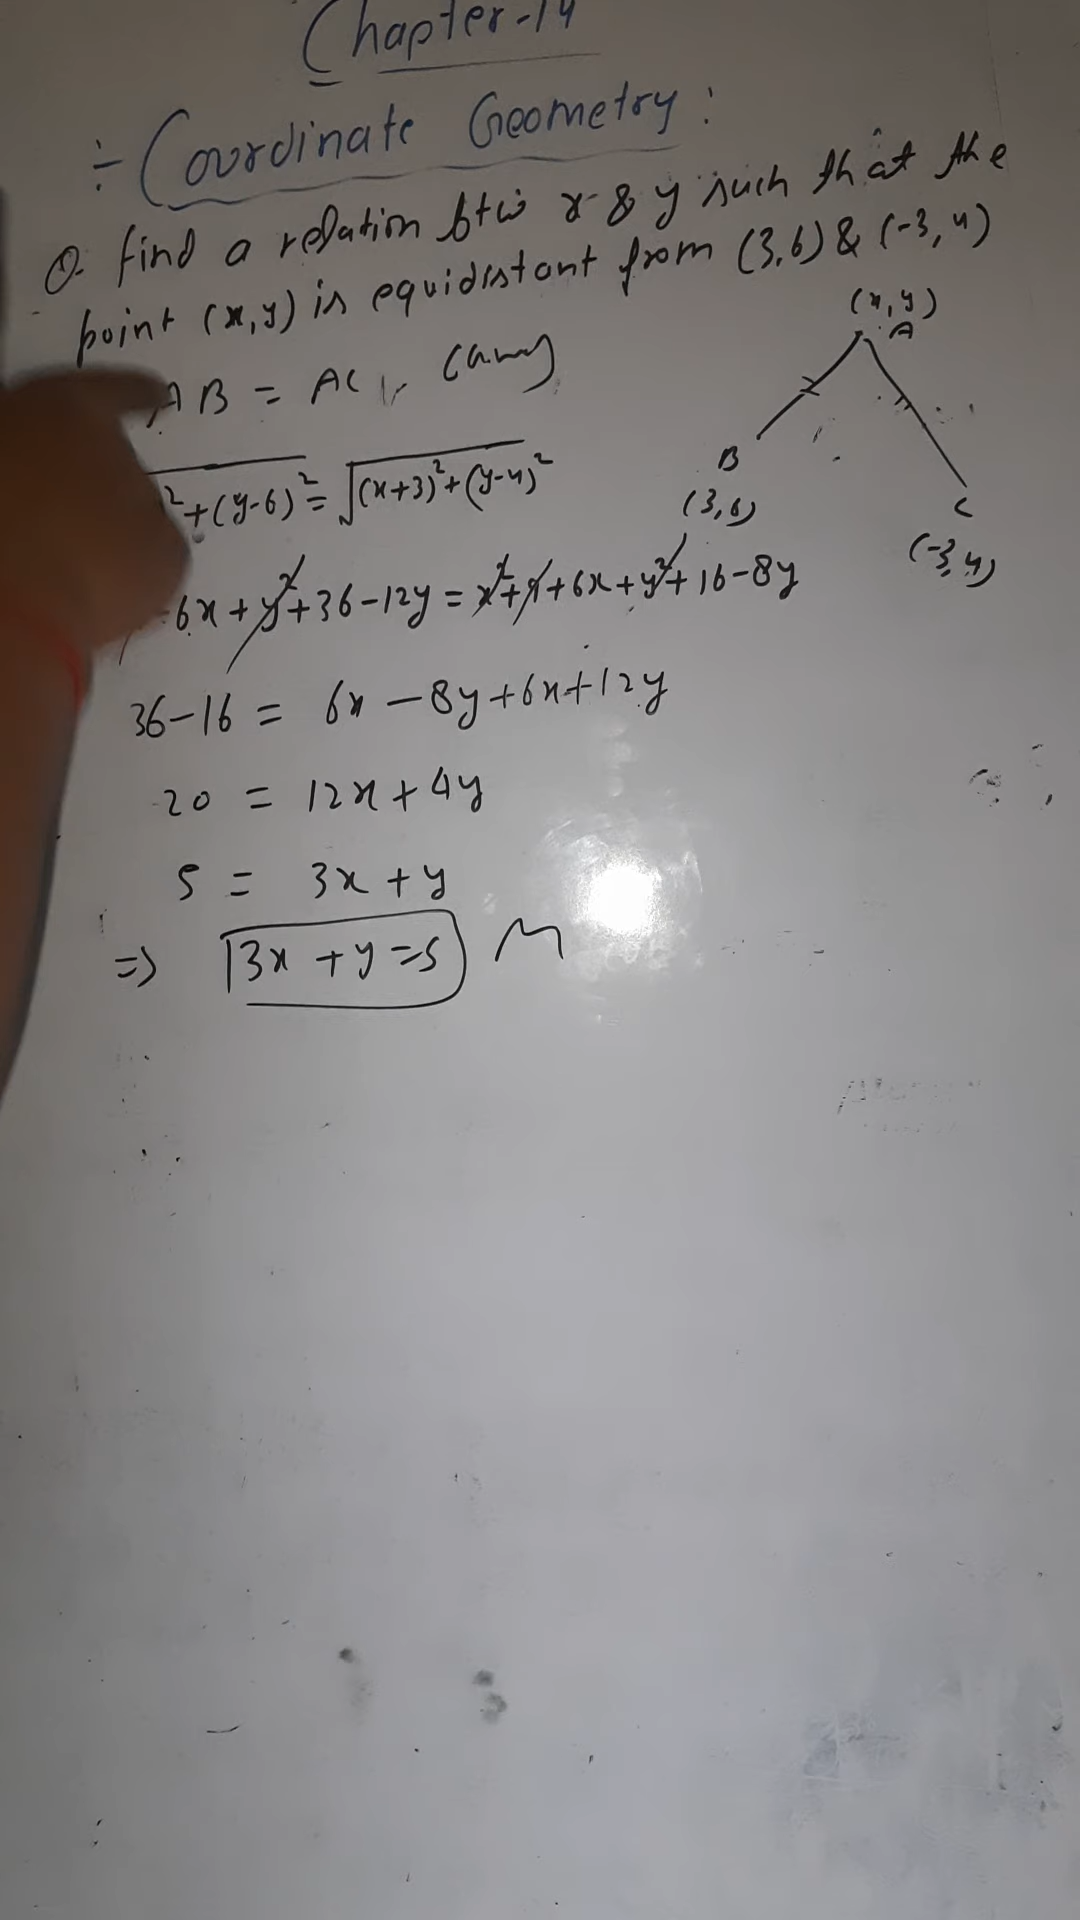 Chapter-14
÷ Coordinate Geometry:
Q. find a relation btw x & y such that the
point (x,y) is equidistant from (3,6) & (-3,4)
(x,y)
A
AB = AC
B
(3,6)
C
(-3,4)
²+(y-6)² = √(x+3)²+(y-4)²
-6x+y²+36-12y = x²+9+6x+y²+16-8y
36-16 = 6x-8y+6x+12y
20 = 12x+4y
5 = 3x+y
=> 3x+y=5